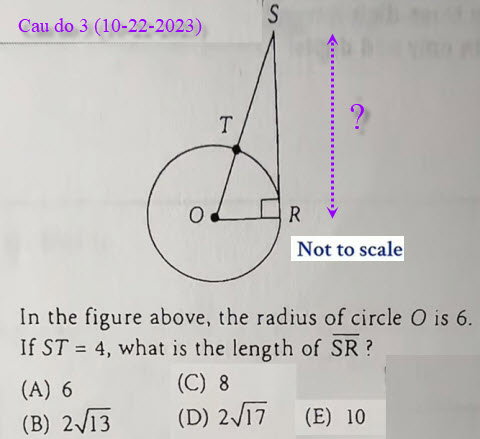 Cau do 3 (10-22-2023)
S
T
?
O
R
Not to scale
In the figure above, the radius of circle O is 6.
If ST = 4, what is the length of S̅R̅ ?
(A) 6
(C) 8
(B) 2√13
(D) 2√17
(E) 10